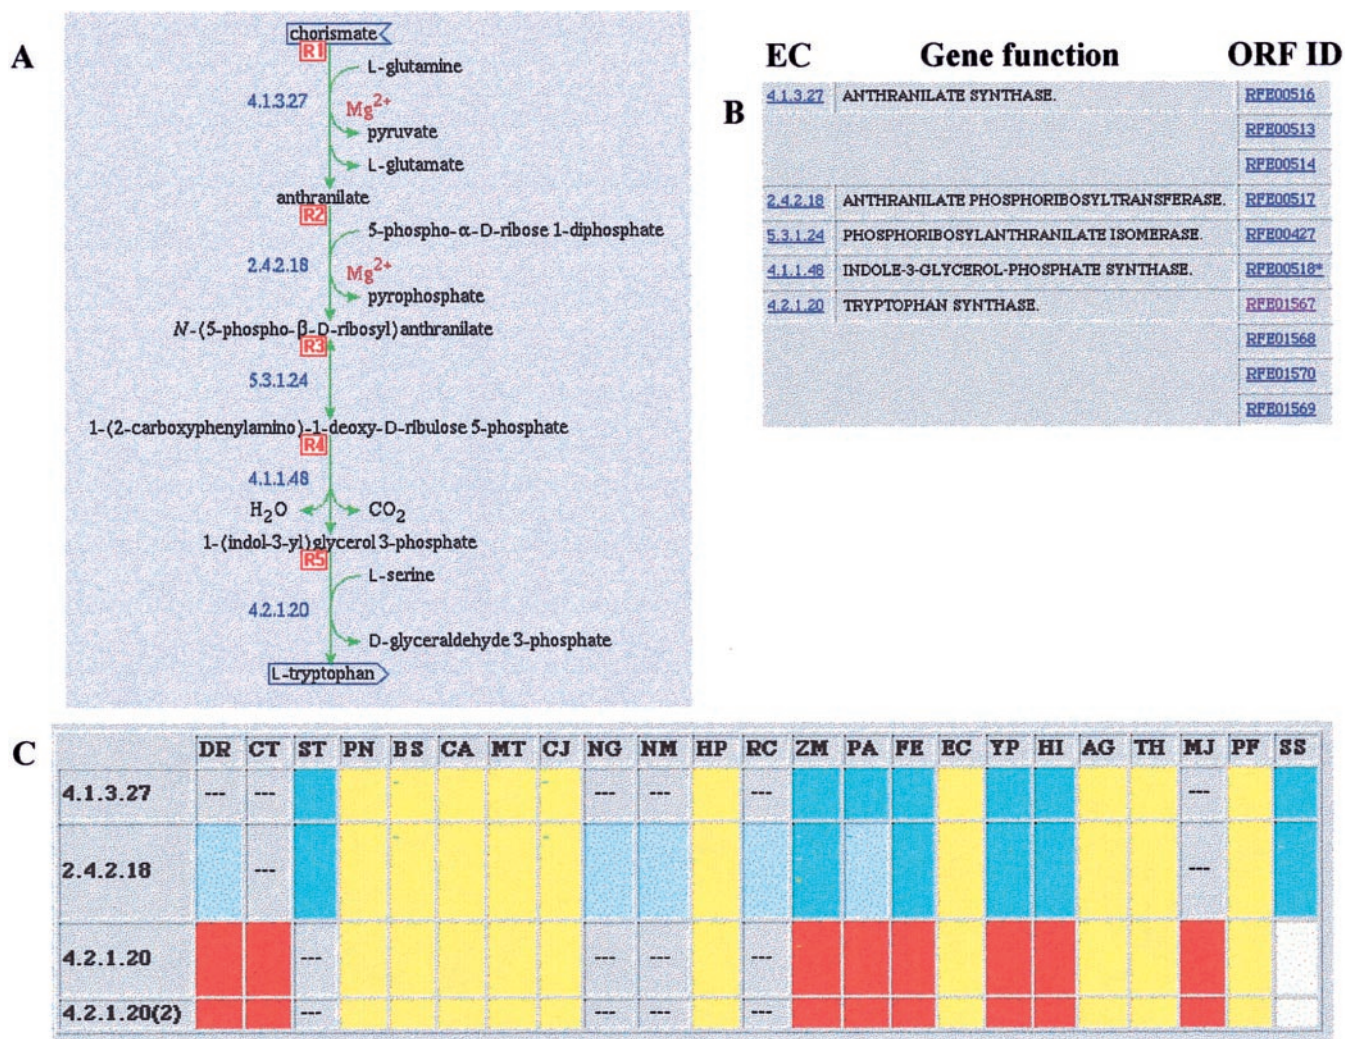 A
chorismate
R1
L-glutamine
4.1.3.27
Mg2+
pyruvate
L-glutamate
anthranilate
R2
5-phospho-α-D-ribose 1-diphosphate
2.4.2.18
Mg2+
pyrophosphate
N-(5-phospho-β-D-ribosyl)anthranilate
R3
5.3.1.24
1-(2-carboxyphenylamino)-1-deoxy-D-ribulose 5-phosphate
R4
4.1.1.48
H2O CO2
1-(indol-3-yl)glycerol 3-phosphate
R5
L-serine
4.2.1.20
D-glyceraldehyde 3-phosphate
L-tryptophan
B
EC Gene function ORF ID
4.1.3.27 ANTHRANILATE SYNTHASE. RFE00516
RFE00513
RFE00514
2.4.2.18 ANTHRANILATE PHOSPHORIBOSYLTRANSFERASE. RFE00517
5.3.1.24 PHOSPHORIBOSYLANTHRANILATE ISOMERASE. RFE00427
4.1.1.48 INDOLE-3-GLYCEROL-PHOSPHATE SYNTHASE. RFE00518*
4.2.1.20 TRYPTOPHAN SYNTHASE. RFE01567
RFE01568
RFE01570
RFE01569
C
DR CT ST PN BS CA MT CJ NG NM HP RC ZM PA FE EC YP HI AG TH MJ PF SS
4.1.3.27 --- --- --- --- --- ---
2.4.2.18 --- ---
4.2.1.20 --- --- --- ---
4.2.1.20(2) --- --- --- ---